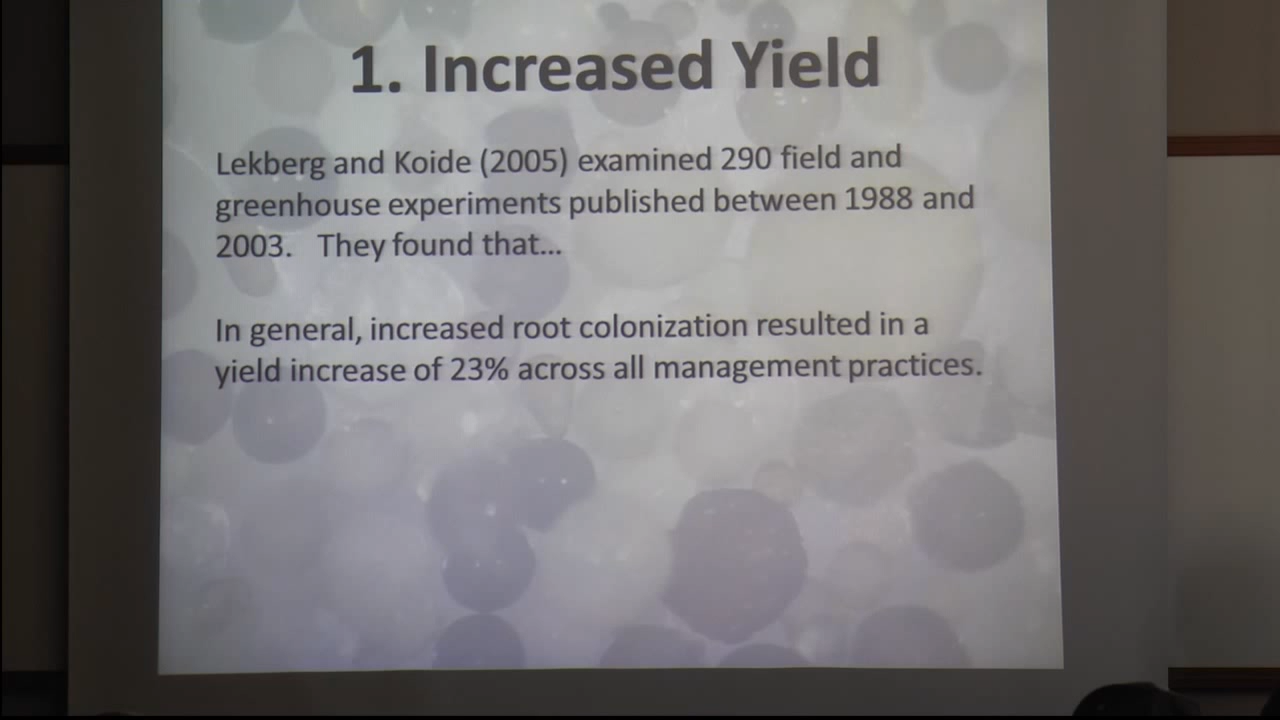 1. Increased Yield
Lekberg and Koide (2005) examined 290 field and
greenhouse experiments published between 1988 and
2003. They found that...
In general, increased root colonization resulted in a
yield increase of 23% across all management practices.